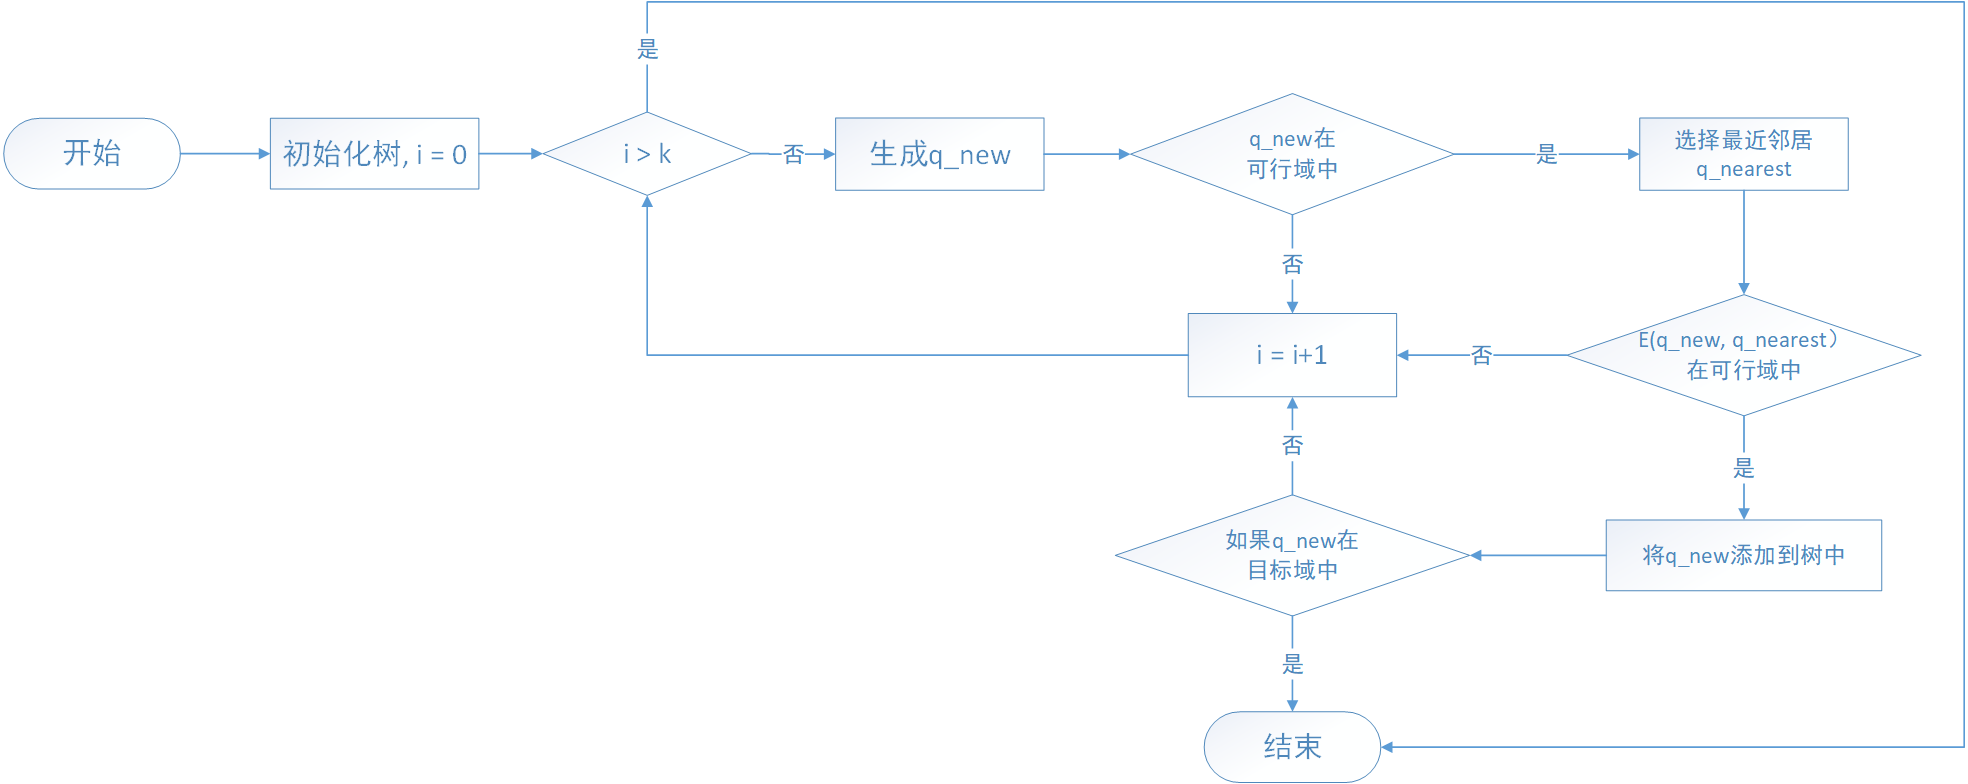 是
开始
初始化树, i = 0
i > k
否
生成q_new
q_new在
可行域中
是
选择最近邻居
q_nearest
否
i = i+1
否
E(q_new, q_nearest）
在可行域中
否
是
如果q_new在
目标域中
将q_new添加到树中
是
结束